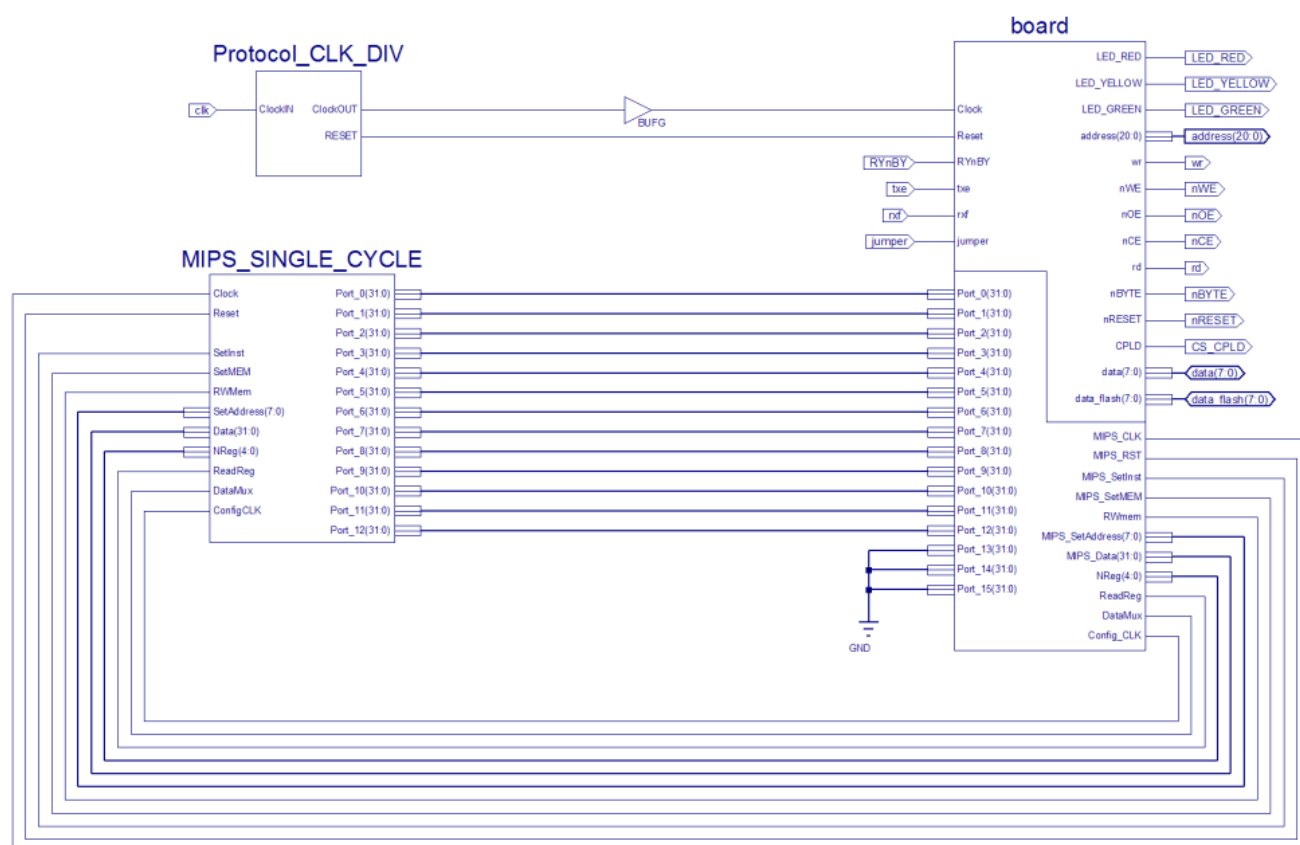 board
Protocol_CLK_DIV
clk
ClockIN
ClockOUT
RESET
BUFG
Clock
Reset
RYnBY
RYnBY
txe
txe
rxf
rxf
jumper
jumper
LED_RED
LED_RED
LED_YELLOW
LED_YELLOW
LED_GREEN
LED_GREEN
address(20:0)
address(20:0)
wr
wr
nWE
nWE
nOE
nOE
nCE
nCE
rd
rd
nBYTE
nBYTE
nRESET
nRESET
CPLD
CS_CPLD
data(7:0)
data(7:0)
data_flash(7:0)
data_flash(7:0)
MIPS_SINGLE_CYCLE
Clock
Reset
SetInst
SetMEM
RWMem
SetAddress(7:0)
Data(31:0)
NReg(4:0)
ReadReg
DataMux
ConfigCLK
Port_0(31:0)
Port_1(31:0)
Port_2(31:0)
Port_3(31:0)
Port_4(31:0)
Port_5(31:0)
Port_6(31:0)
Port_7(31:0)
Port_8(31:0)
Port_9(31:0)
Port_10(31:0)
Port_11(31:0)
Port_12(31:0)
Port_0(31:0)
Port_1(31:0)
Port_2(31:0)
Port_3(31:0)
Port_4(31:0)
Port_5(31:0)
Port_6(31:0)
Port_7(31:0)
Port_8(31:0)
Port_9(31:0)
Port_10(31:0)
Port_11(31:0)
Port_12(31:0)
Port_13(31:0)
Port_14(31:0)
Port_15(31:0)
GND
MIPS_CLK
MIPS_RST
MIPS_SetInst
MIPS_SetMEM
RWmem
MIPS_SetAddress(7:0)
MIPS_Data(31:0)
NReg(4:0)
ReadReg
DataMux
Config_CLK